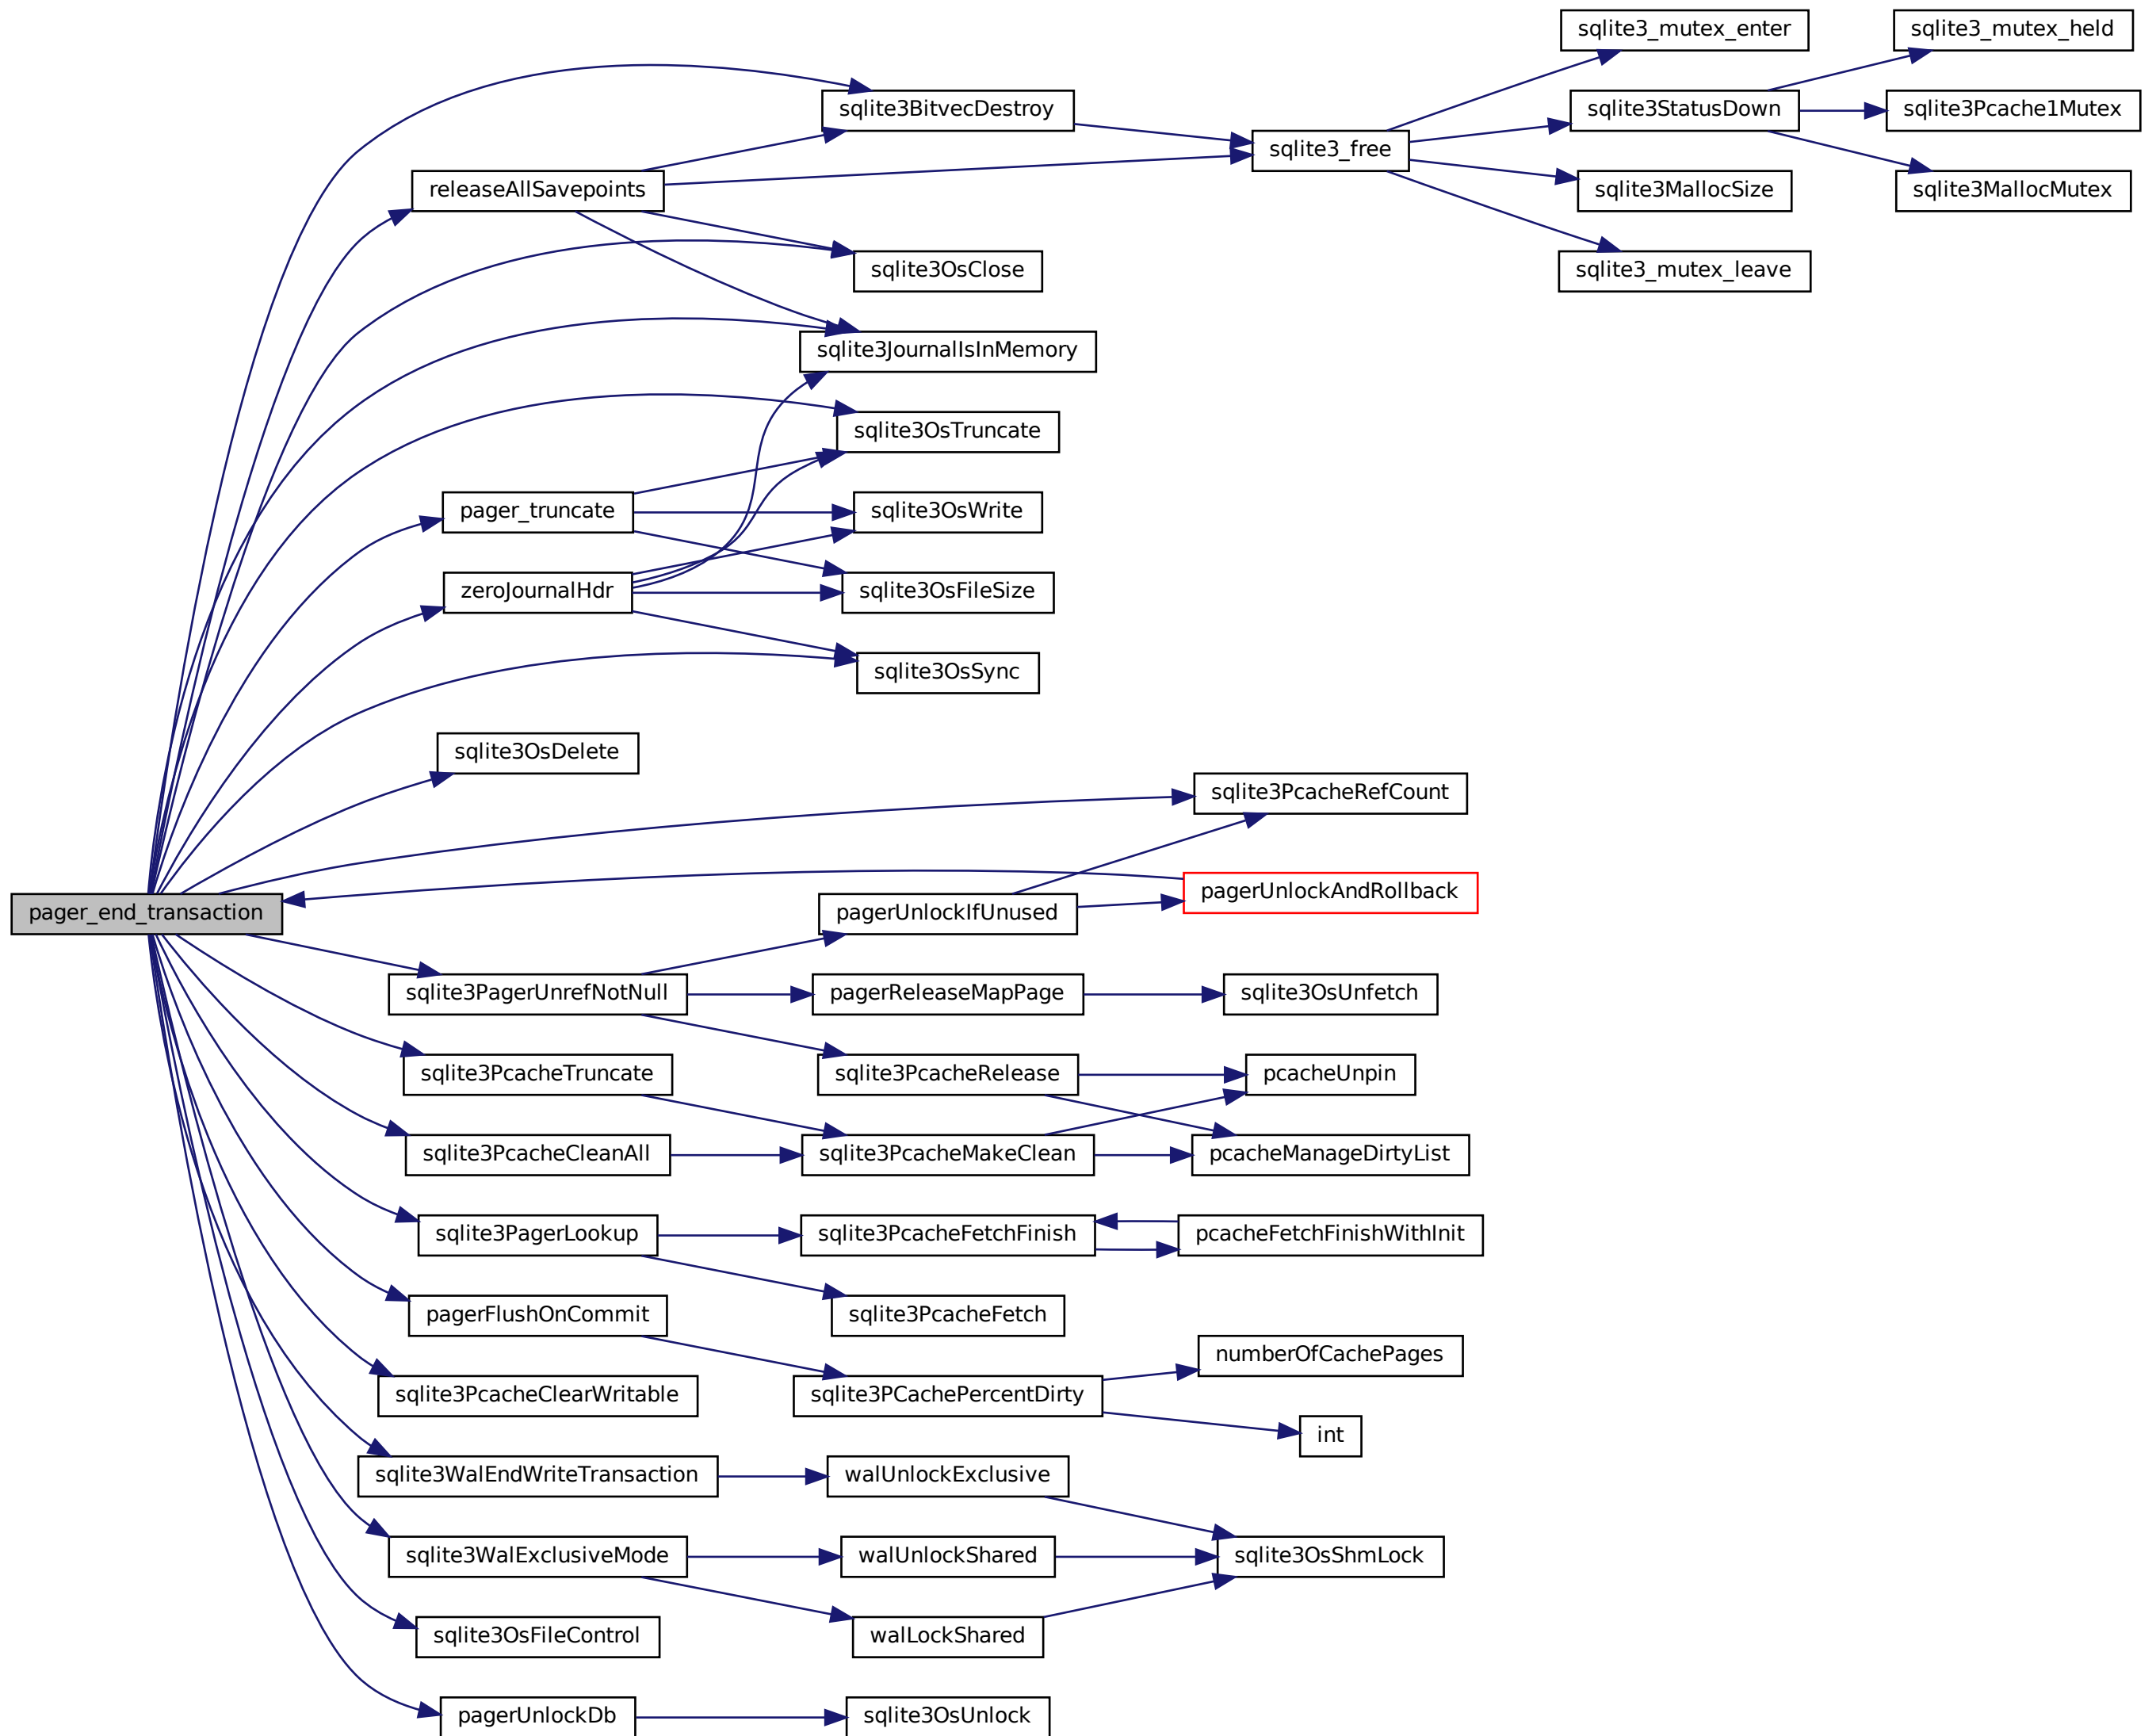 sqlite3_mutex_enter
sqlite3_mutex_held
sqlite3BitvecDestroy
sqlite3StatusDown
sqlite3Pcache1Mutex
sqlite3_free
releaseAllSavepoints
sqlite3MallocSize
sqlite3MallocMutex
sqlite3OsClose
sqlite3_mutex_leave
sqlite3JournalIsInMemory
sqlite3OsTruncate
pager_truncate
sqlite3OsWrite
zeroJournalHdr
sqlite3OsFileSize
sqlite3OsSync
sqlite3OsDelete
sqlite3PcacheRefCount
pagerUnlockAndRollback
pager_end_transaction
pagerUnlockIfUnused
sqlite3PagerUnrefNotNull
pagerReleaseMapPage
sqlite3OsUnfetch
sqlite3PcacheTruncate
sqlite3PcacheRelease
pcacheUnpin
sqlite3PcacheCleanAll
sqlite3PcacheMakeClean
pcacheManageDirtyList
sqlite3PagerLookup
sqlite3PcacheFetchFinish
pcacheFetchFinishWithInit
pagerFlushOnCommit
sqlite3PcacheFetch
numberOfCachePages
sqlite3PcacheClearWritable
sqlite3PCachePercentDirty
int
sqlite3WalEndWriteTransaction
walUnlockExclusive
sqlite3WalExclusiveMode
walUnlockShared
sqlite3OsShmLock
sqlite3OsFileControl
walLockShared
pagerUnlockDb
sqlite3OsUnlock